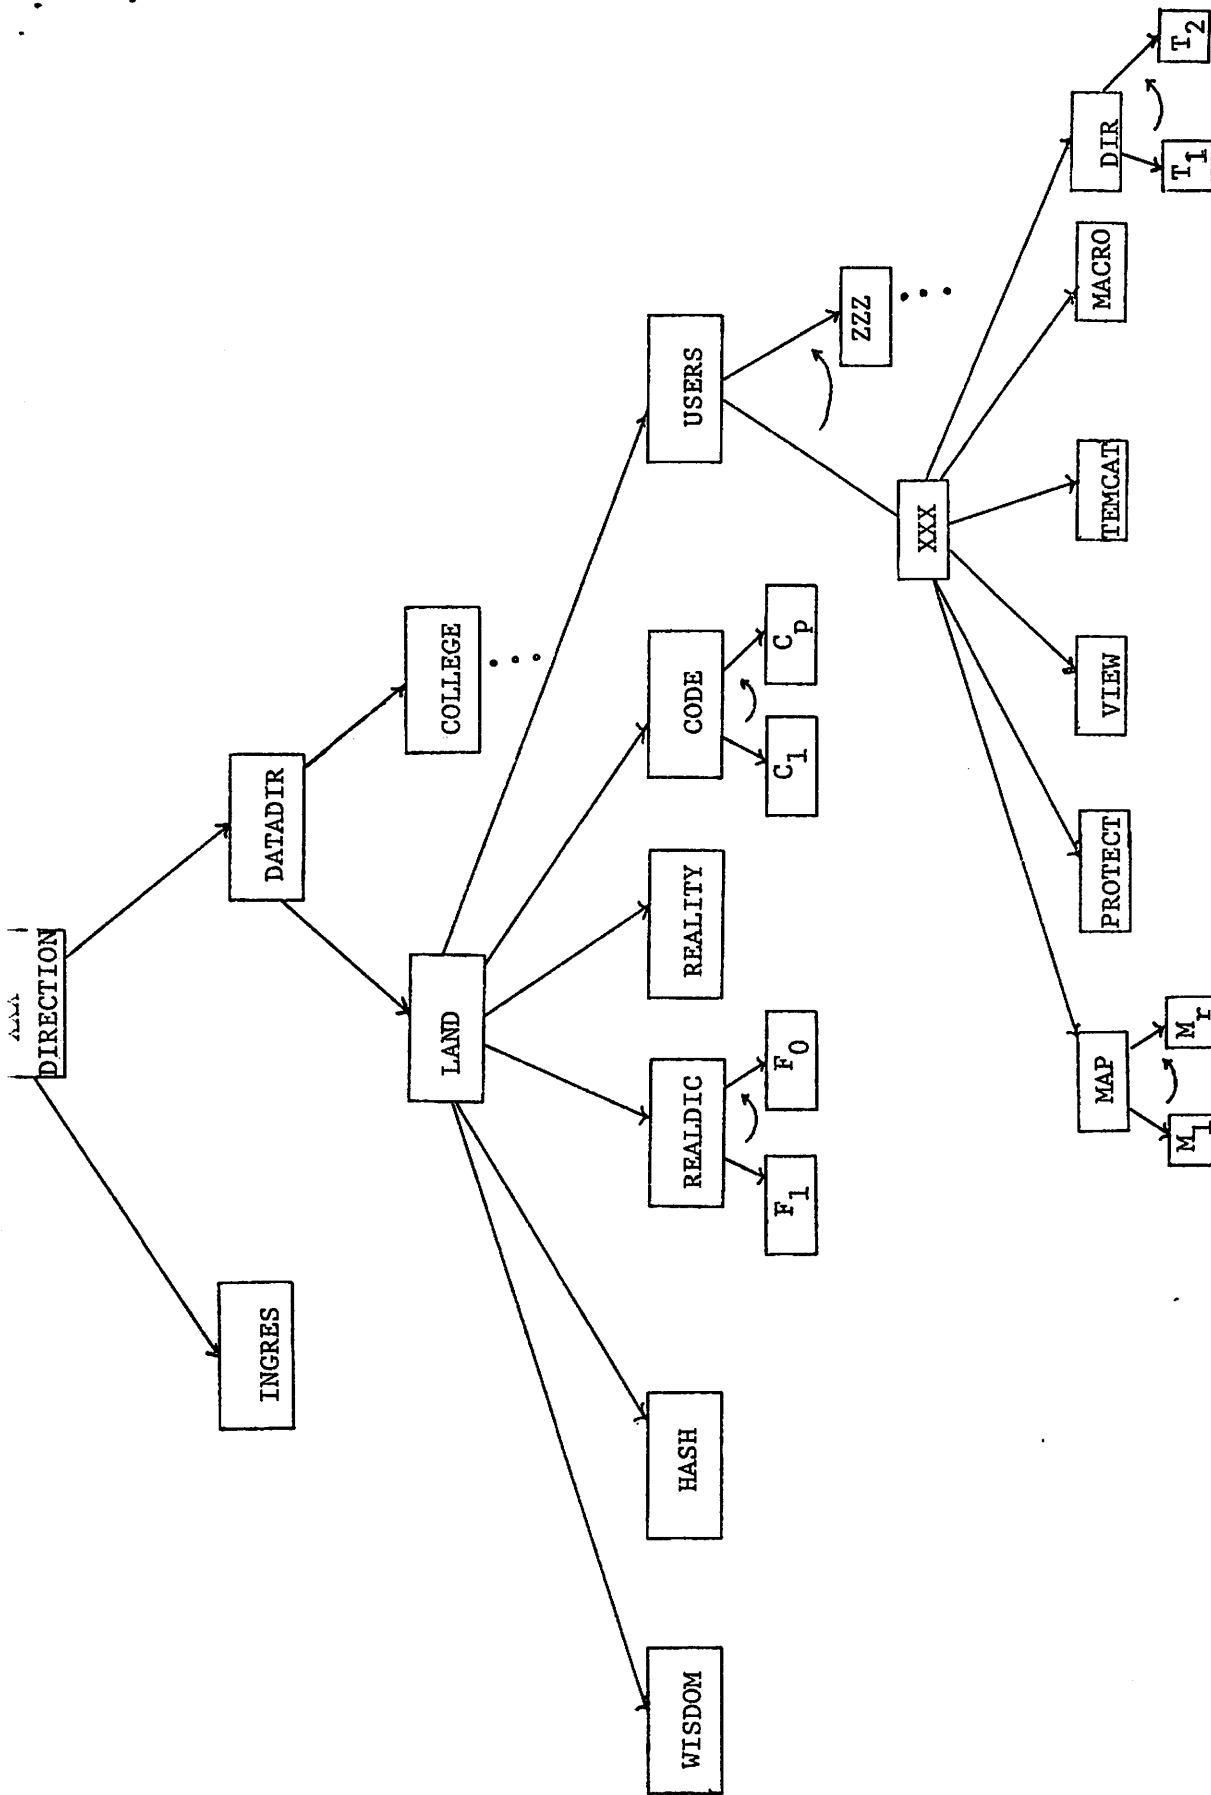 DIRECTION
INGRES
DATADIR
LAND
COLLEGE
WISDOM
HASH
REALDIC
REALITY
CODE
USERS
F1
F0
C1
Cp
ZZZ
XXX
MAP
PROTECT
VIEW
TEMCAT
MACRO
DIR
M1
Mr
T1
T2